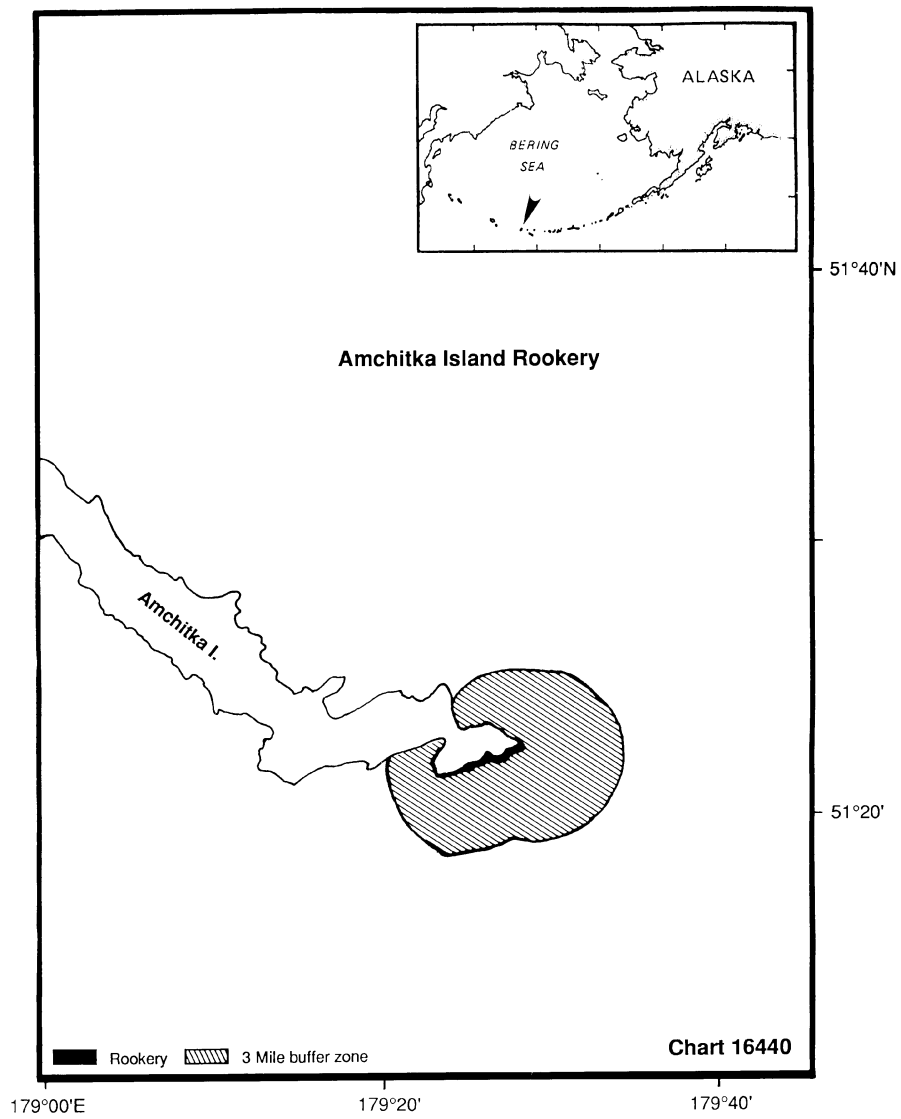 ALASKA
BERING
SEA
51°40'N
Amchitka Island Rookery
Amchitka I.
51°20'
Rookery
3 Mile buffer zone
Chart 16440
179°00'E
179°20'
179°40'